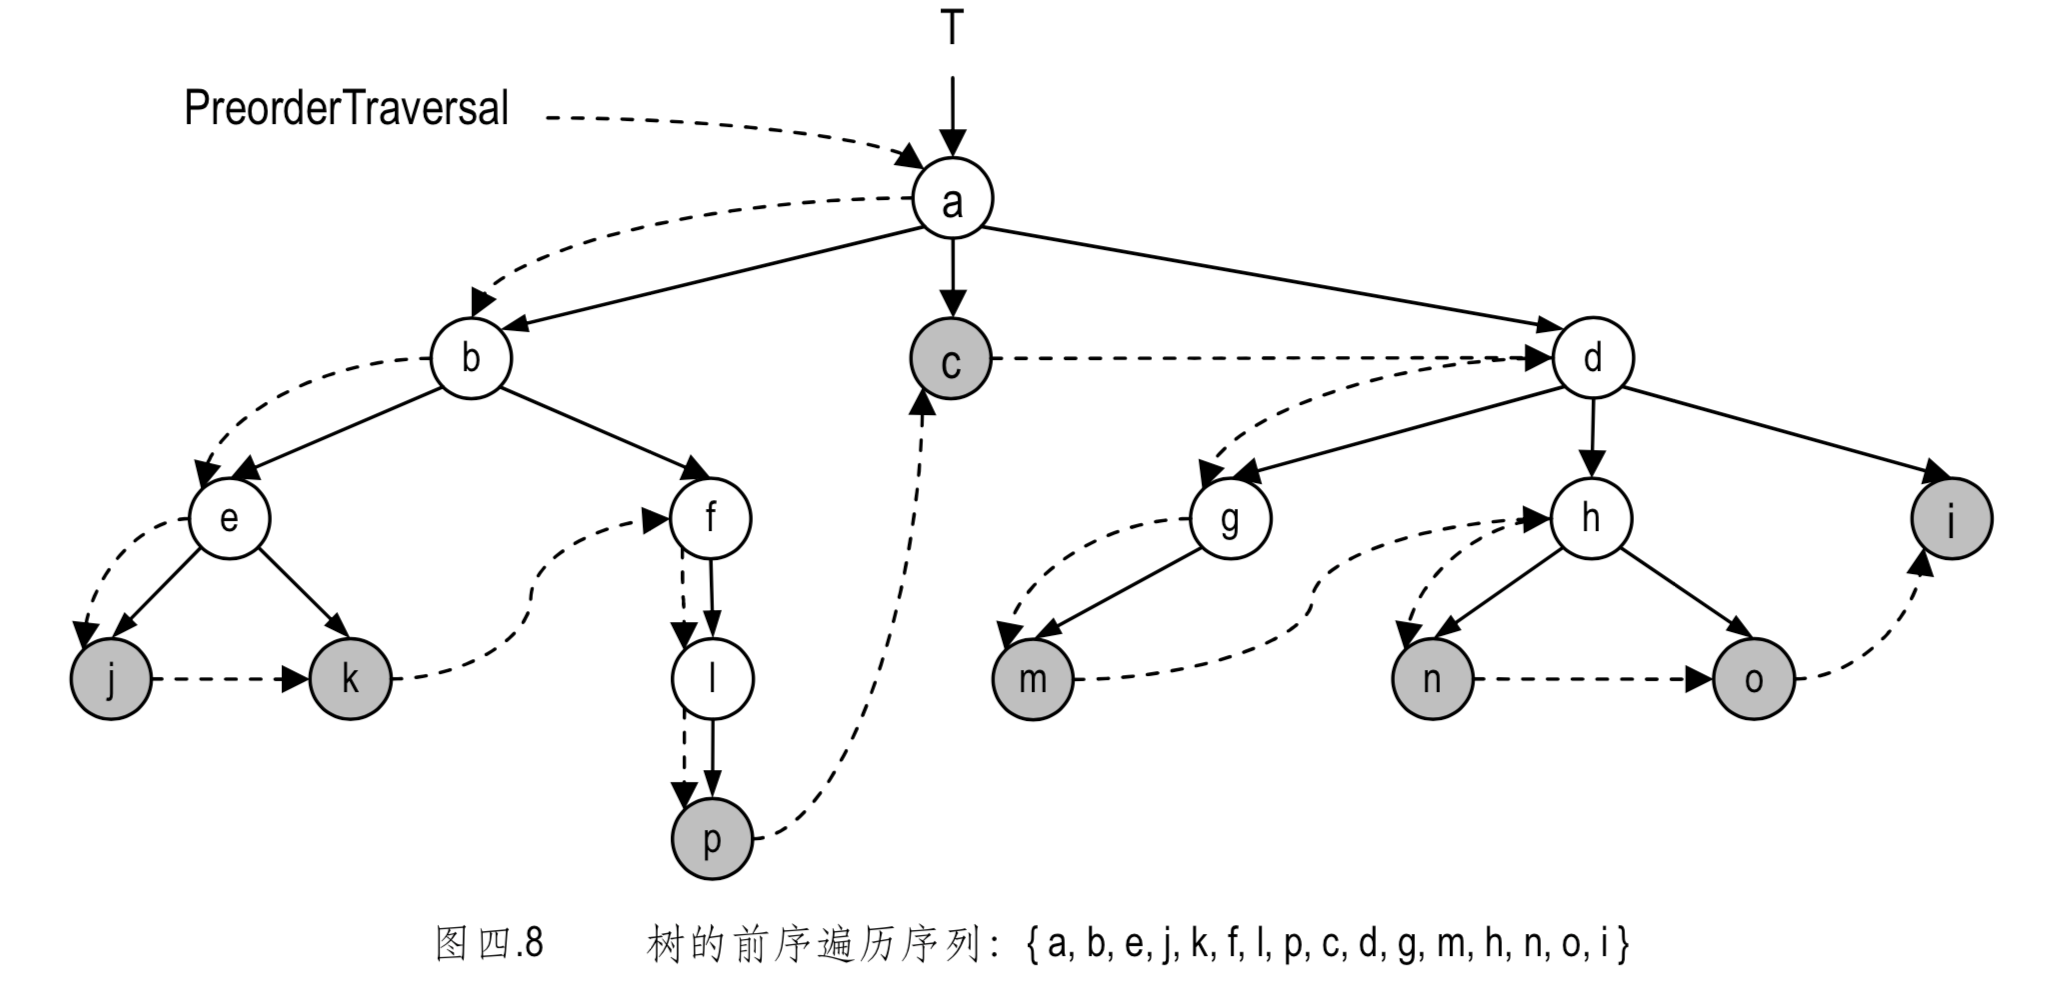 T
PreorderTraversal
a
b
c
d
e
f
g
h
i
j
k
l
m
n
o
p
图四.8 树的前序遍历序列：{ a, b, e, j, k, f, l, p, c, d, g, m, h, n, o, i }